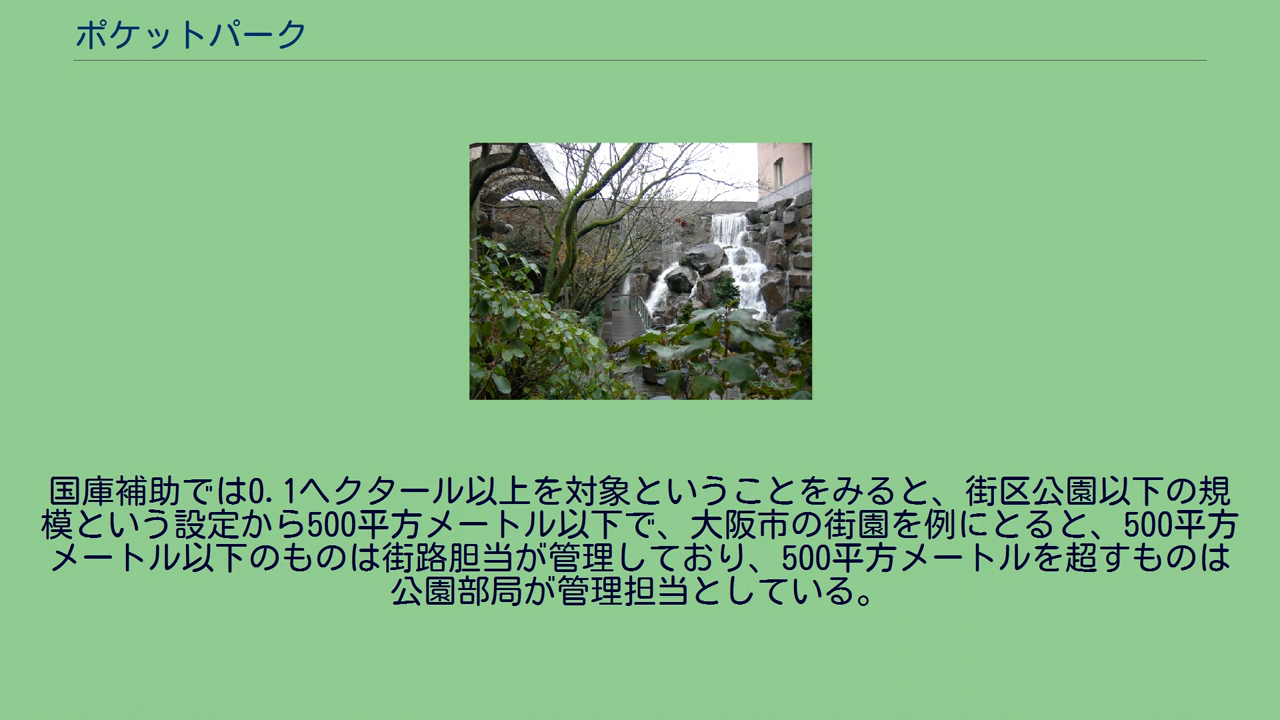 ポケットパーク
国庫補助では0.1ヘクタール以上を対象ということをみると、街区公園以下の規
模という設定から500平方メートル以下で、大阪市の街園を例にとると、500平方
メートル以下のものは街路胆当が管理しており、500平方メートルを超すものは
公園部局が管理担当としている。